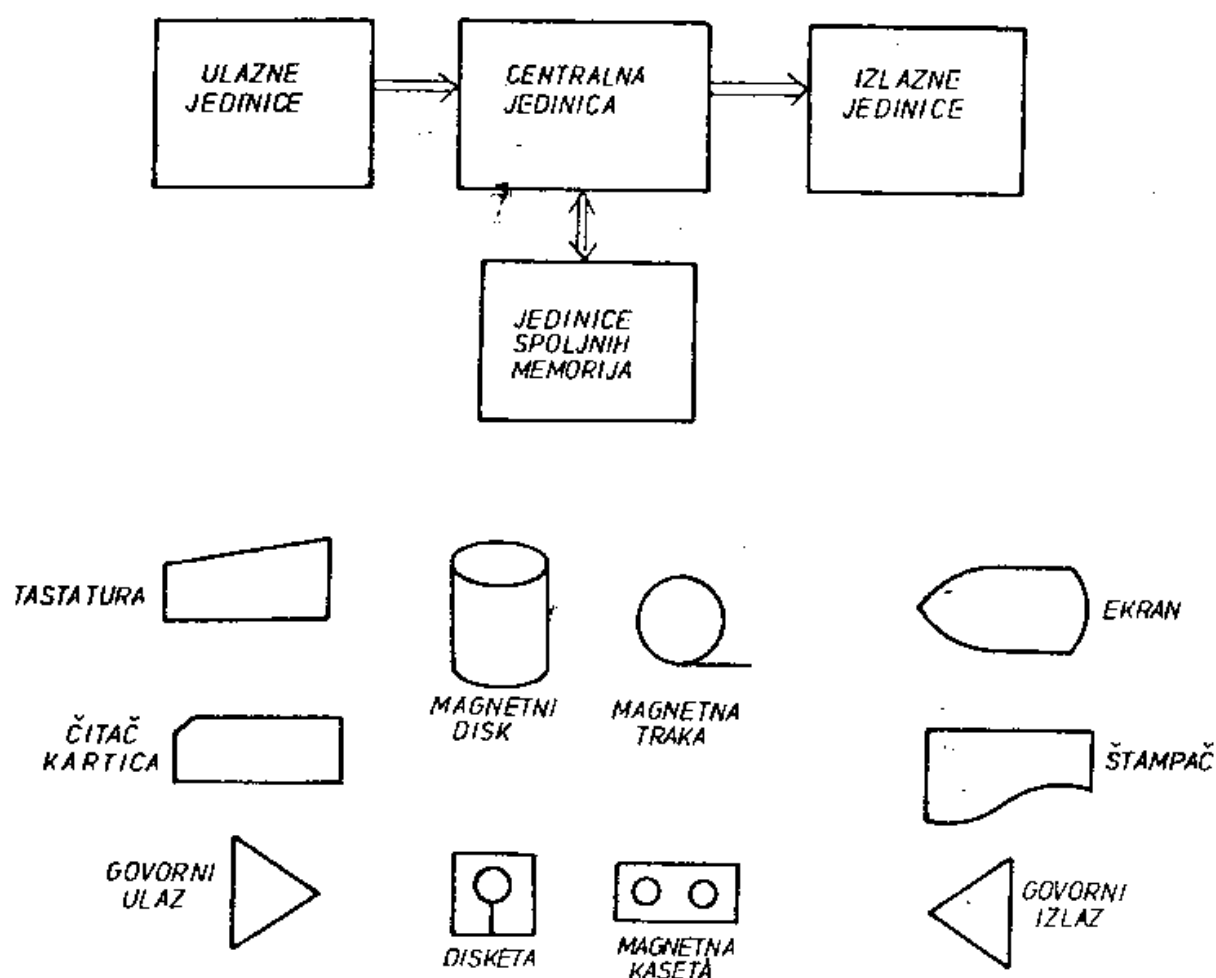 ULAZNE
JEDINICE
CENTRALNA
JEDINICA
IZLAZNE
JEDINICE
JEDINICE
SPOLJNIH
MEMORIJA
TASTATURA
MAGNETNI
DISK
MAGNETNA
TRAKA
EKRAN
ČITAČ
KARTICA
ŠTAMPAČ
GOVORNI
ULAZ
DISKETA
MAGNETNA
KASETA
GOVORNI
IZLAZ